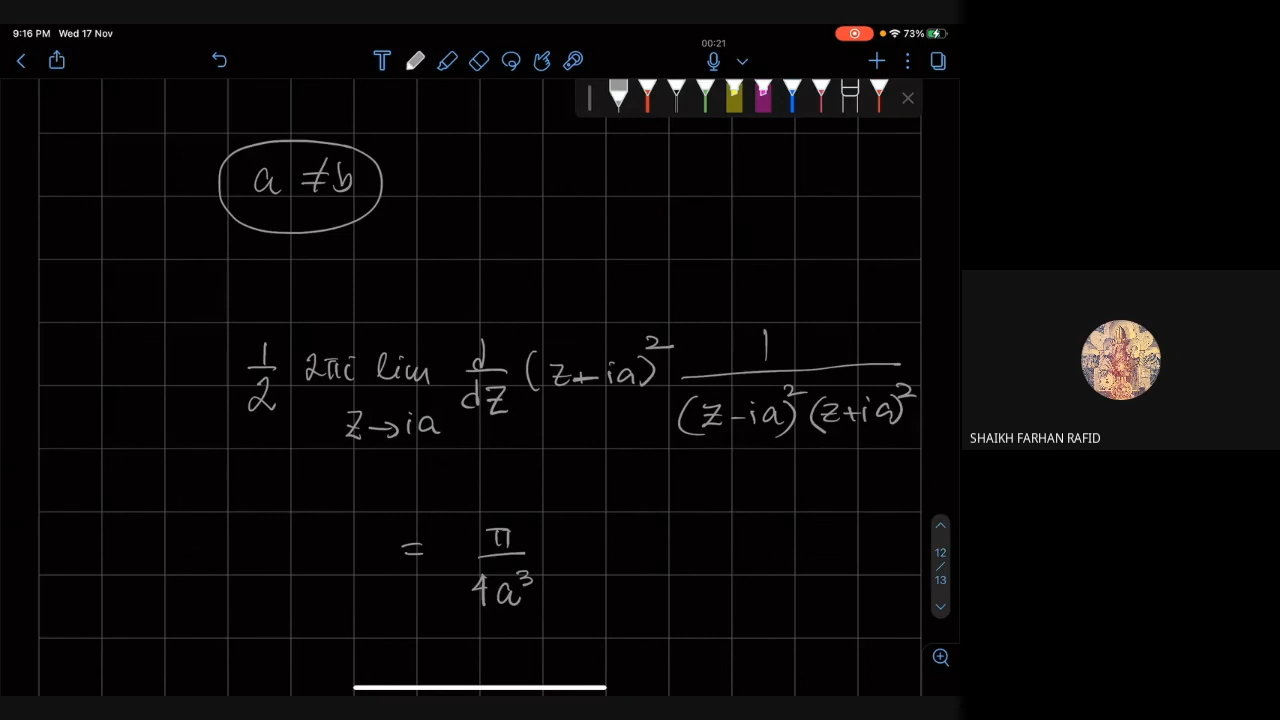 9:16 PM Wed 17 Nov
73%
00:21
a ≠ b
1/2 2πi lim z→ia d/dz (z-ia)² 1/((z-ia)²(z+ia)²)
= π/4a³
12
/
13
SHAIKH FARHAN RAFID